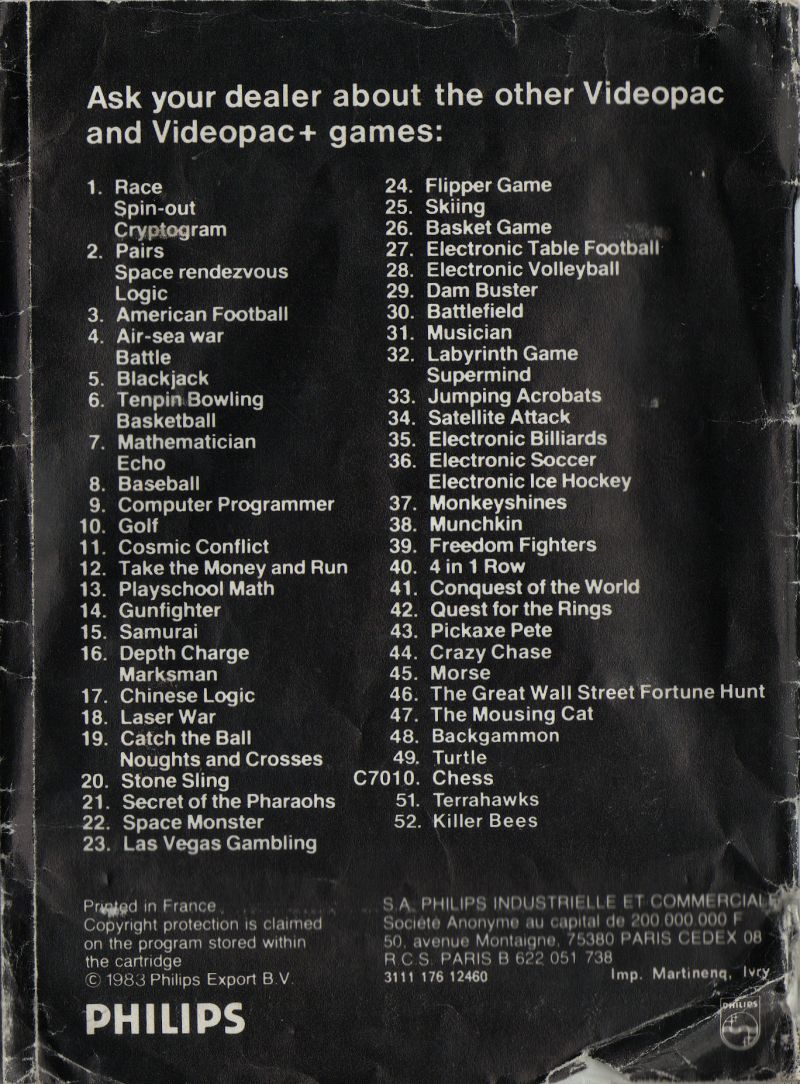 Ask your dealer about the other Videopac
and Videopac+ games:
1. Race
Spin-out
Cryptogram
2. Pairs
Space rendezvous
Logic
3. American Football
4. Air-sea war
Battle
5. Blackjack
6. Tenpin Bowling
Basketball
7. Mathematician
Echo
8. Baseball
9. Computer Programmer
10. Golf
11. Cosmic Conflict
12. Take the Money and Run
13. Playschool Math
14. Gunfighter
15. Samurai
16. Depth Charge
Marksman
17. Chinese Logic
18. Laser War
19. Catch the Ball
Noughts and Crosses
20. Stone Sling
21. Secret of the Pharaohs
22. Space Monster
23. Las Vegas Gambling
24. Flipper Game
25. Skiing
26. Basket Game
27. Electronic Table Football
28. Electronic Volleyball
29. Dam Buster
30. Battlefield
31. Musician
32. Labyrinth Game
Supermind
33. Jumping Acrobats
34. Satellite Attack
35. Electronic Billiards
36. Electronic Soccer
Electronic Ice Hockey
37. Monkeyshines
38. Munchkin
39. Freedom Fighters
40. 4 in 1 Row
41. Conquest of the World
42. Quest for the Rings
43. Pickaxe Pete
44. Crazy Chase
45. Morse
46. The Great Wall Street Fortune Hunt
47. The Mousing Cat
48. Backgammon
49. Turtle
C7010. Chess
51. Terrahawks
52. Killer Bees
Printed in France
Copyright protection is claimed
on the program stored within
the cartridge
© 1983 Philips Export B.V.
PHILIPS
S.A. PHILIPS INDUSTRIELLE ET COMMERCIALE
Société Anonyme au capital de 200 000 000 F
50, avenue Montaigne, 75380 PARIS CEDEX 08
R.C.S. PARIS B 622 051 738
3111 176 12460
Imp. Martinenq, Ivry
PHILIPS